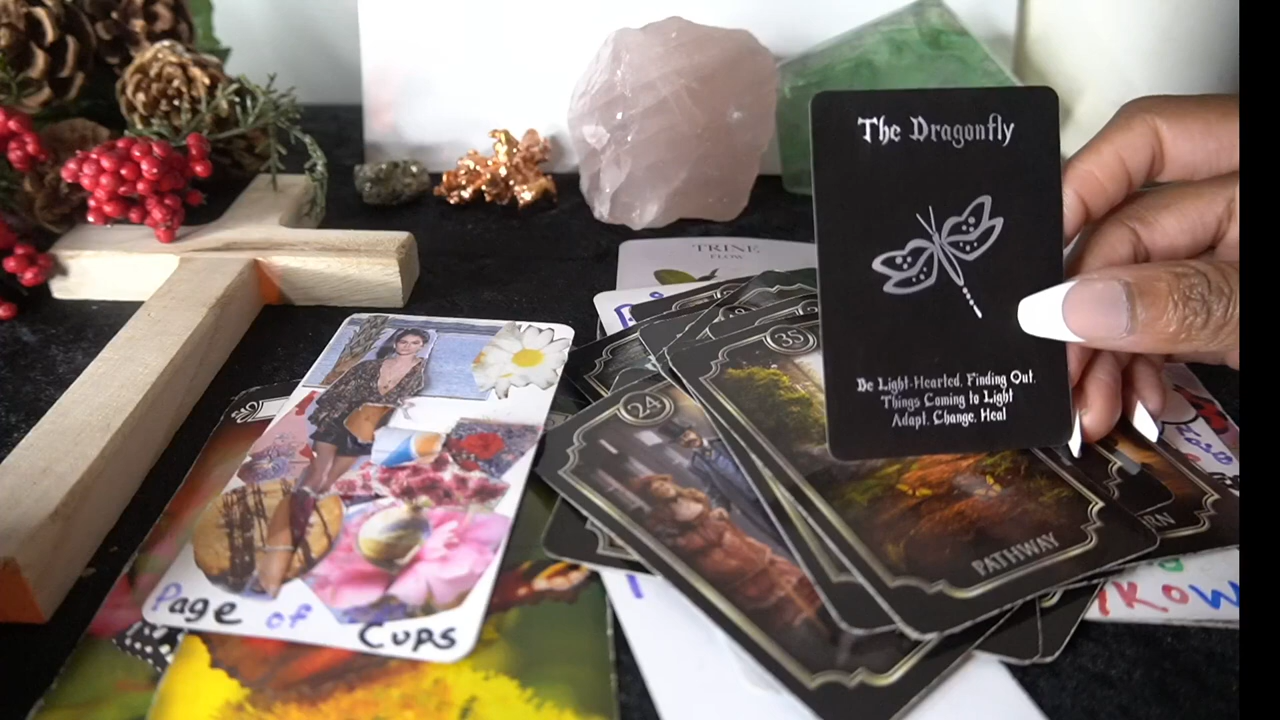 The Dragonfly
Be Light-Hearted. Finding Out.
Things Coming to Light
Adapt. Change. Heal
TRINE
FLOW
35
24
PATHWAY
Page of Cups